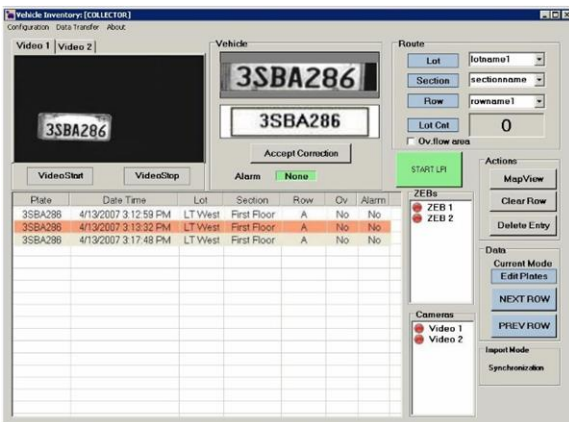 Vehicle Inventory: [COLLECTOR]
Configuration Data Transfer About
Video 1 Video 2
3SBA286
VideoStart VideoStop
Vehicle
3SBA286
3SBA286
Accept Correction
Alarm None
Route
Lot lotname1
Section sectionname
Row rowname1
Lot Cnt 0
Ov.flow area
START LPI
Plate Date Time Lot Section Row Ov Alarm
3SBA286 4/13/2007 3:12:59 PM LT West First Floor A No No
3SBA286 4/13/2007 3:13:32 PM LT West First Floor A No No
3SBA286 4/13/2007 3:17:48 PM LT West First Floor A No No
ZEBs
ZEB 1
ZEB 2
Cameras
Video 1
Video 2
Actions
MapView
Clear Row
Delete Entry
Data
Current Mode
Edit Plates
NEXT ROW
PREV ROW
Import Mode
Synchronization